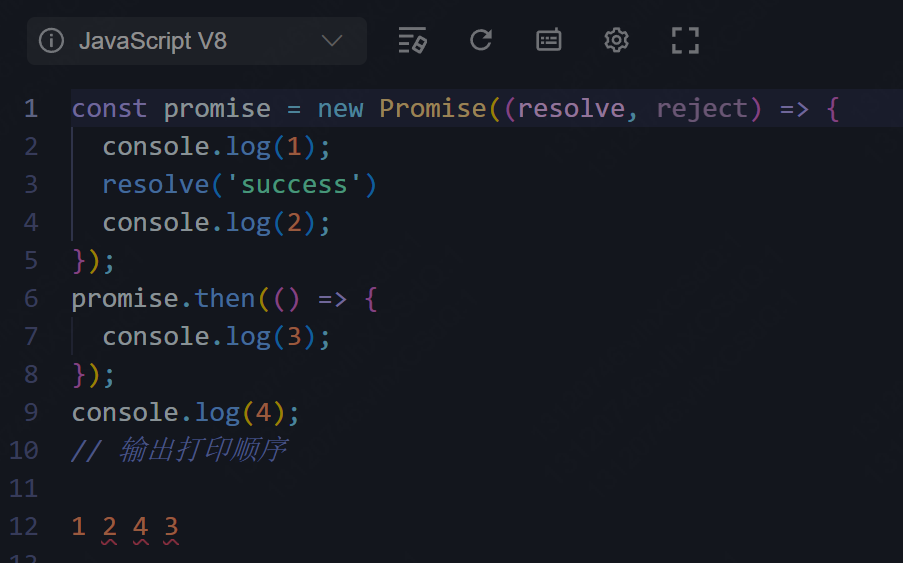 JavaScript V8
1 const promise = new Promise((resolve, reject) => {
2 console.log(1);
3 resolve('success')
4 console.log(2);
5 });
6 promise.then(() => {
7 console.log(3);
8 });
9 console.log(4);
10 // 输出打印顺序
11
12 1 2 4 3
13